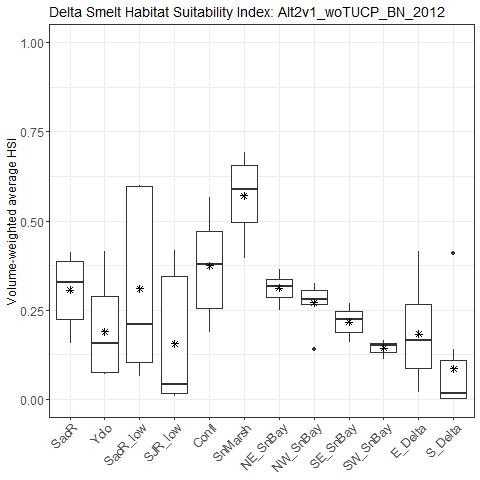 Delta Smelt Habitat Suitability Index: Alt2v1_woTUCP_BN_2012
Volume-weighted average HSI
1.00
0.75
0.50
0.25
0.00
SacR
Yolo
SacR_low
SJR_low
Confl
SnMarsh
NE_SnBay
NW_SnBay
SE_SnBay
SW_SnBay
E_Delta
S_Delta